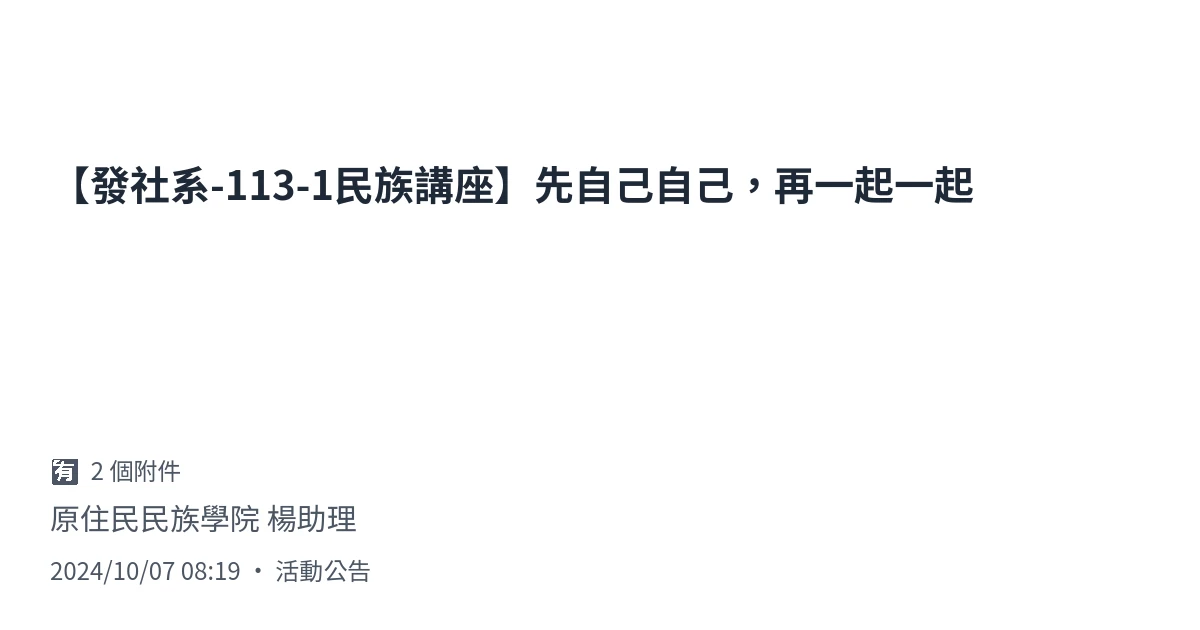 【發社系-113-1民族講座】先自己自己，再一起一起
🈶 2 個附件
原住民民族學院 楊助理
2024/10/07 08:19 • 活動公告